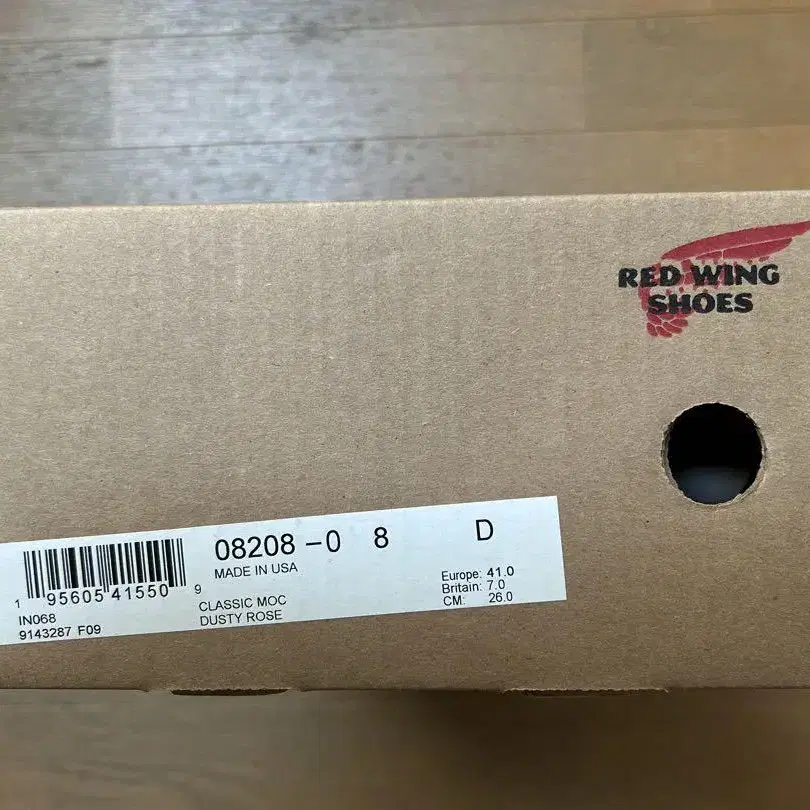 RED WING
SHOES
08208-0 8 D
MADE IN USA
1 95605 41550 9
IN068
9143287 F09
CLASSIC MOC
DUSTY ROSE
Europe: 41.0
Britain: 7.0
CM: 26.0